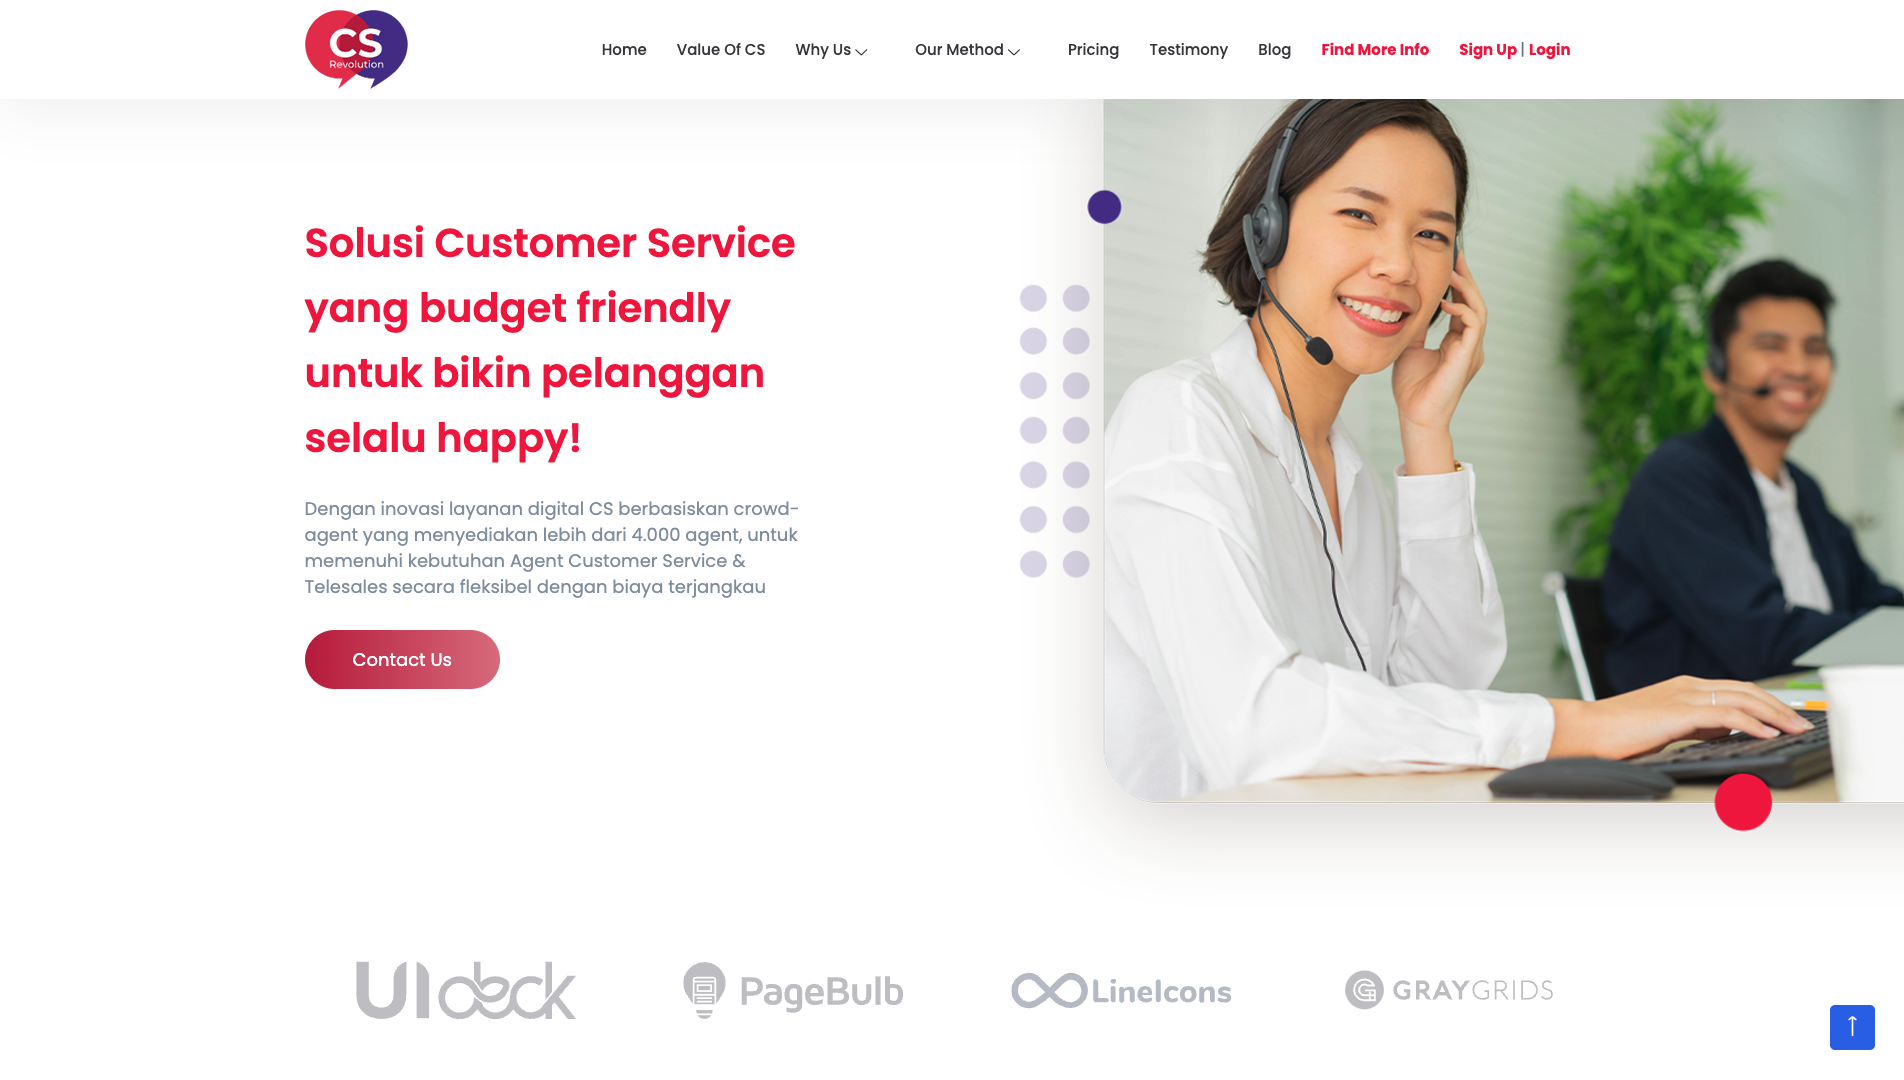 CS
Revolution
Home
Value Of CS
Why Us
Our Method
Pricing
Testimony
Blog
Find More Info
Sign Up | Login
Solusi Customer Service
yang budget friendly
untuk bikin pelanggan
selalu happy!
Dengan inovasi layanan digital CS berbasiskan crowd-
agent yang menyediakan lebih dari 4.000 agent, untuk
memenuhi kebutuhan Agent Customer Service &
Telesales secara fleksibel dengan biaya terjangkau
Contact Us
UIdeck
PageBulb
LineIcons
GRAYGRIDS